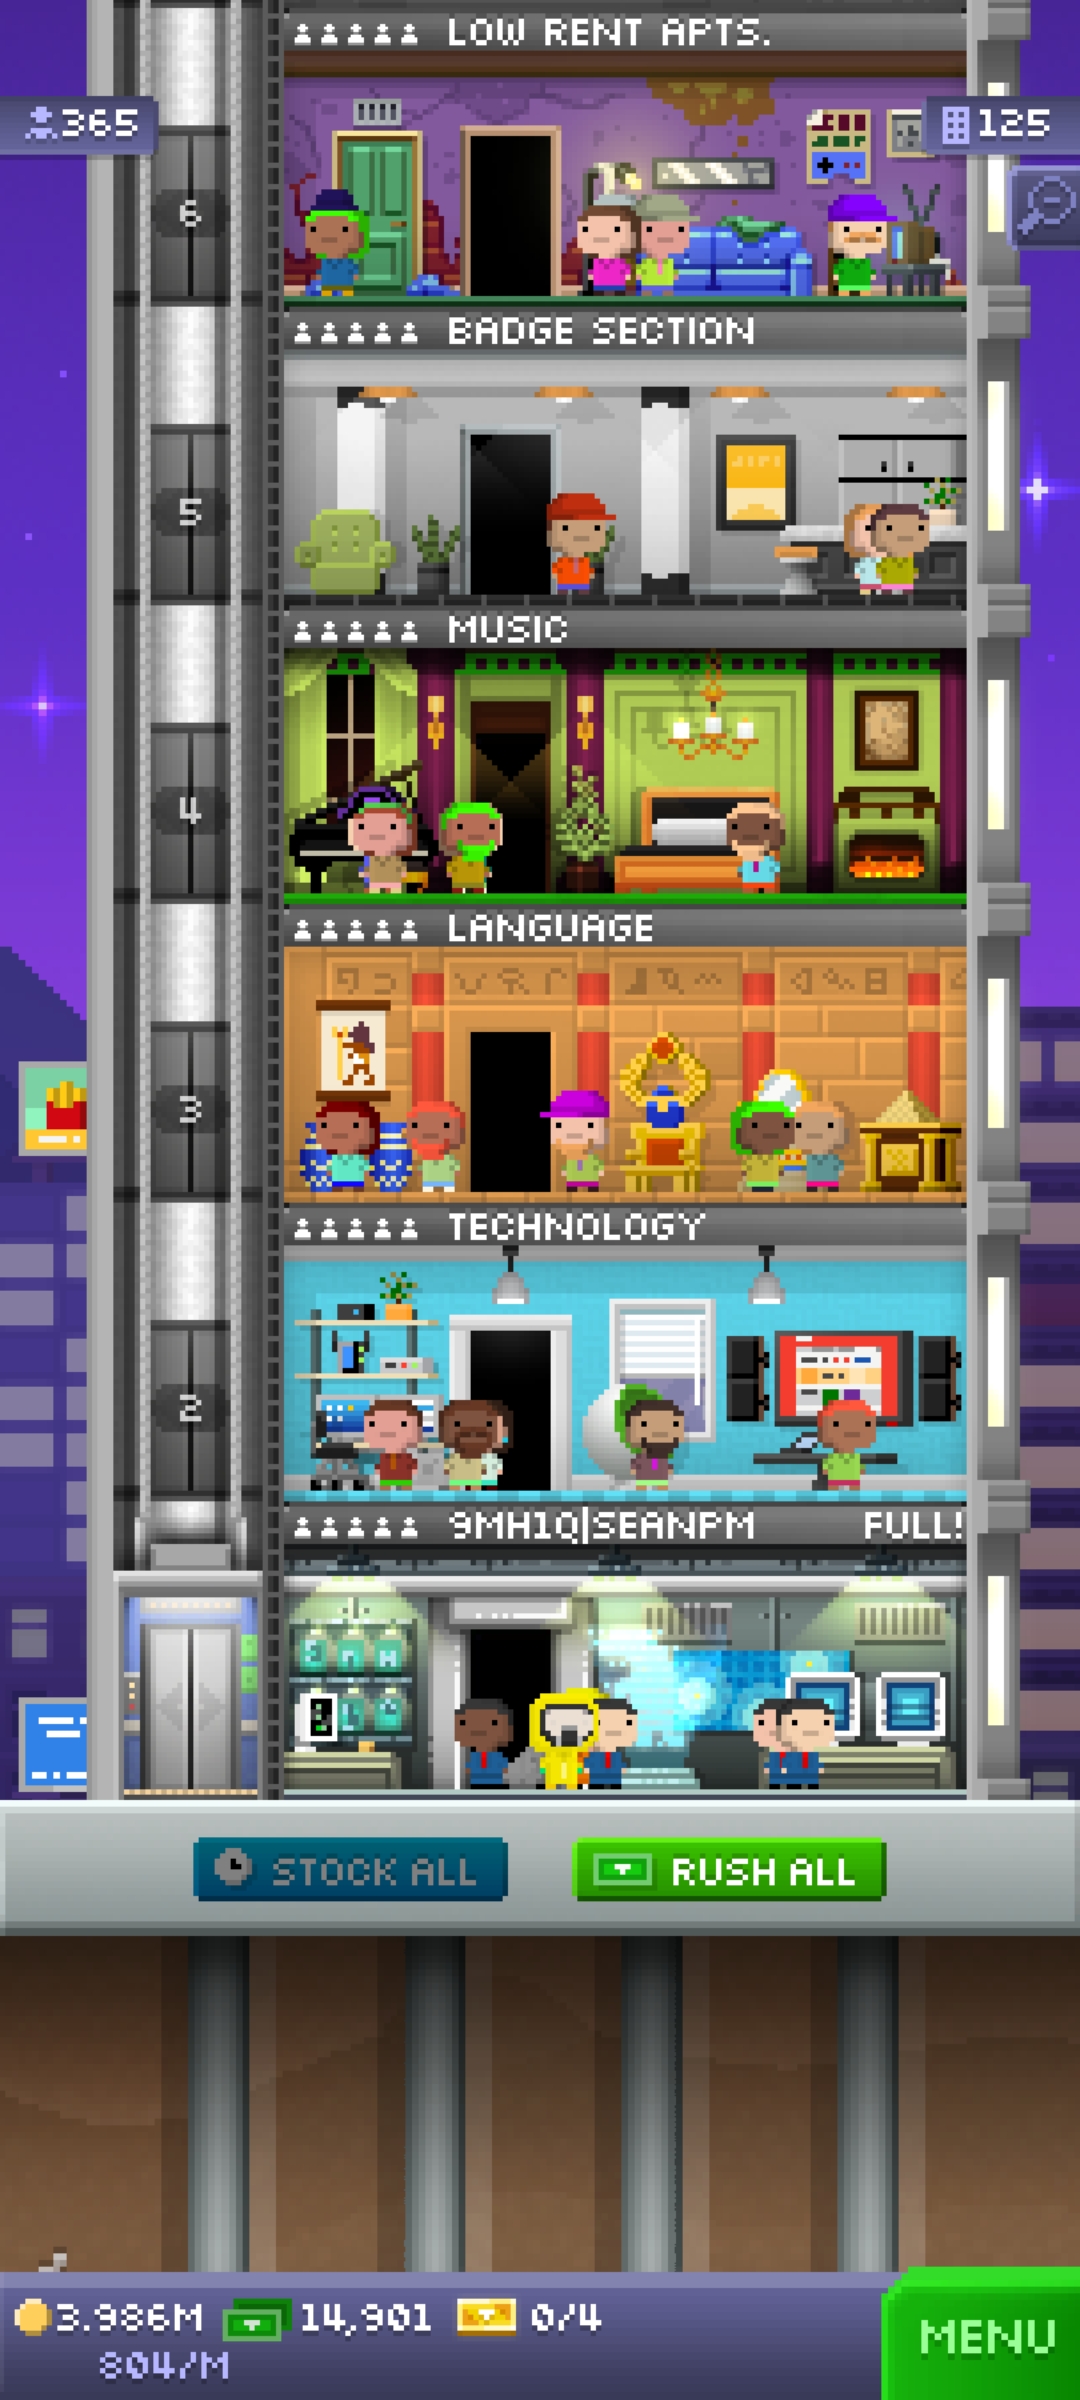 LOW RENT APTS.
365
125
6
BADGE SECTION
5
MUSIC
4
LANGUAGE
3
TECHNOLOGY
2
9MH1Q|SEANPM FULL!
STOCK ALL
RUSH ALL
3.986M 14,901 0/4
804/M
MENU